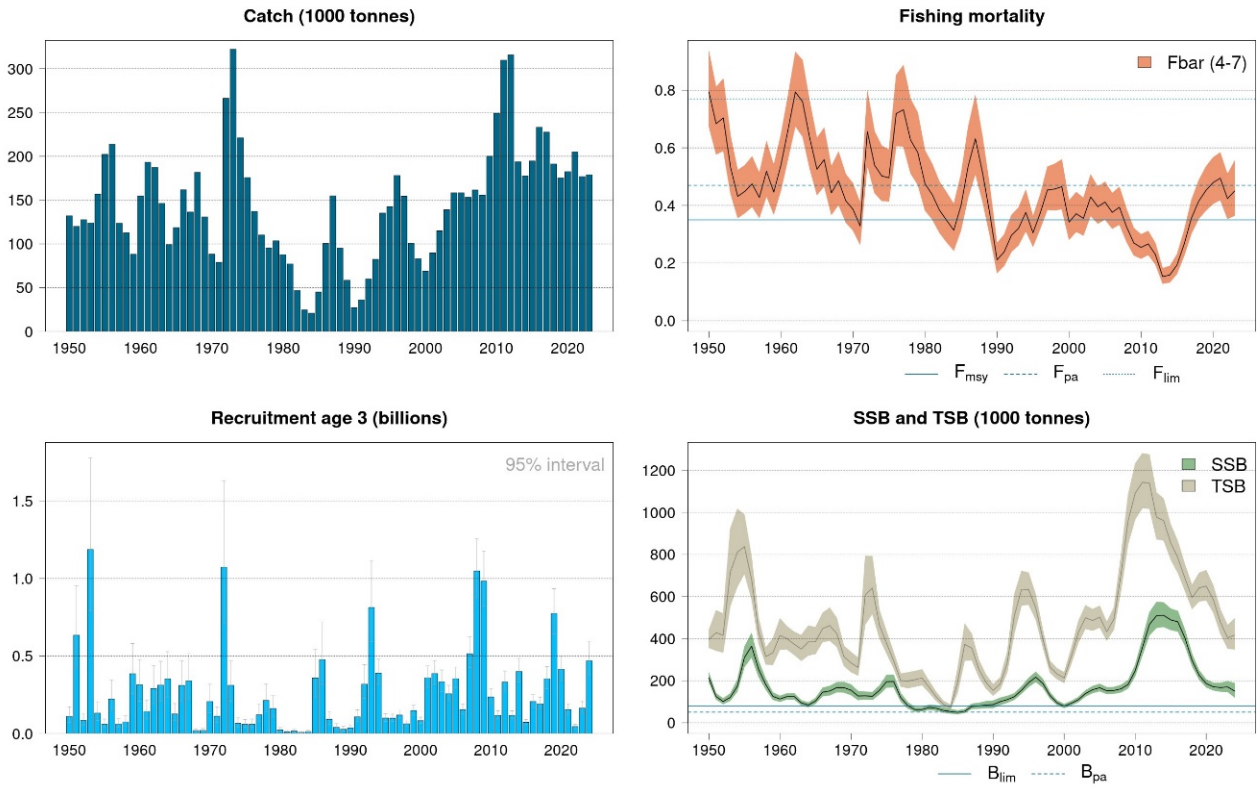 Catch (1000 tonnes)
300
250
200
150
100
50
0
1950 1960 1970 1980 1990 2000 2010 2020
Fishing mortality
Fbar (4-7)
0.8
0.6
0.4
0.2
0.0
1950 1960 1970 1980 1990 2000 2010 2020
Fmsy Fpa Flim
Recruitment age 3 (billions)
95% interval
1.5
1.0
0.5
0.0
1950 1960 1970 1980 1990 2000 2010 2020
SSB and TSB (1000 tonnes)
SSB
TSB
1200
1000
800
600
400
200
0
1950 1960 1970 1980 1990 2000 2010 2020
Blim Bpa